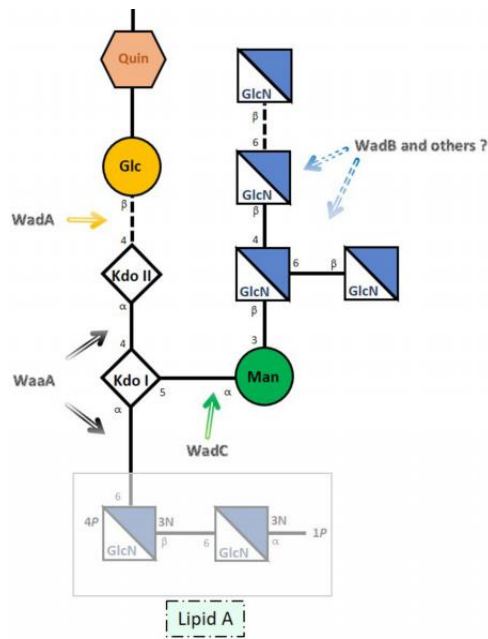 Quin
GlcN
β
6
Glc
GlcN
WadB and others ?
β
β
WadA
4
4
Kdo II
GlcN
6
β
GlcN
α
β
4
3
WaaA
Kdo I
5
α
Man
α
WadC
6
4P
GlcN
3N
β
6
GlcN
3N
α
1P
Lipid A